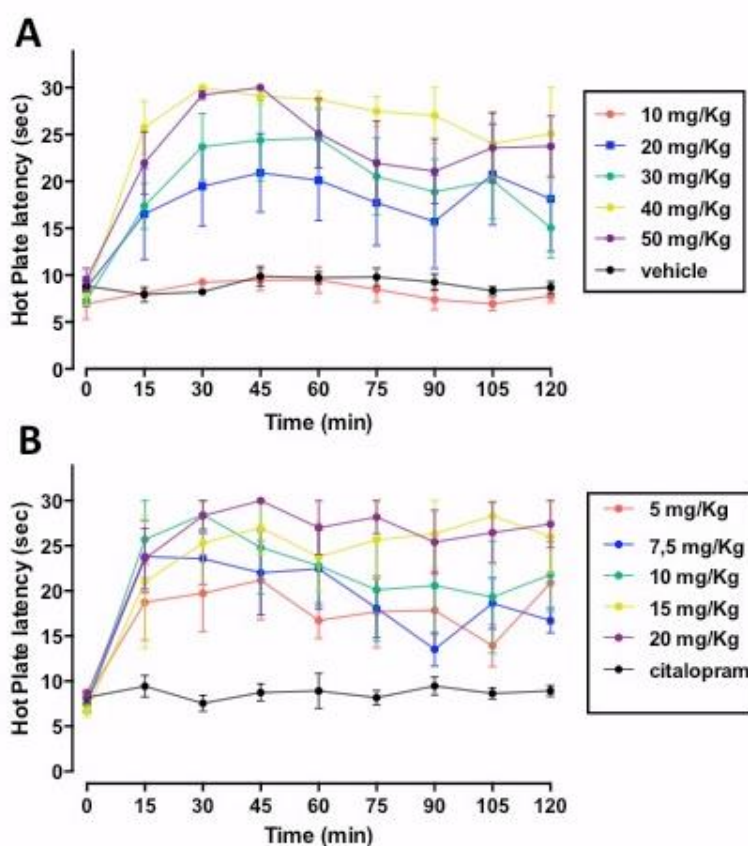 A
Hot Plate latency (sec)
30
25
20
15
10
5
0
0 15 30 45 60 75 90 105 120
Time (min)
10 mg/Kg
20 mg/Kg
30 mg/Kg
40 mg/Kg
50 mg/Kg
vehicle
B
Hot Plate latency (sec)
30
25
20
15
10
5
0
0 15 30 45 60 75 90 105 120
Time (min)
5 mg/Kg
7,5 mg/Kg
10 mg/Kg
15 mg/Kg
20 mg/Kg
citalopram